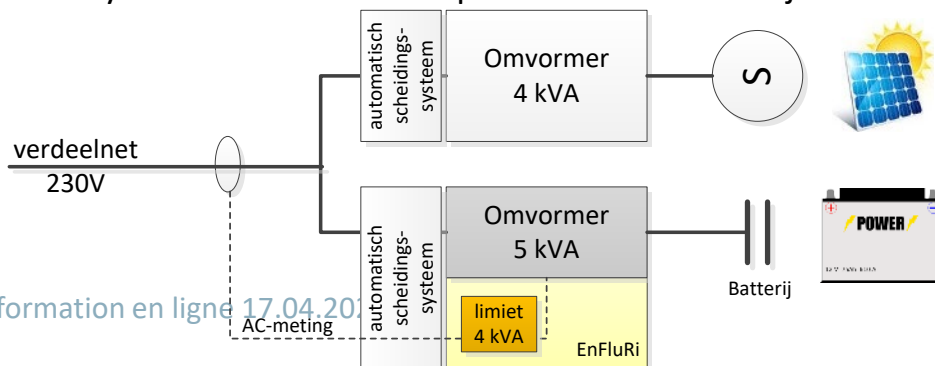 automatisch
scheidings-
systeem
Omvormer
4 kVA
verdeelnet
230V
automatisch
scheidings-
systeem
Omvormer
5 kVA
POWER
Batterij
formation en ligne 17.04.20
AC-meting
limiet
4 kVA
EnFluRi